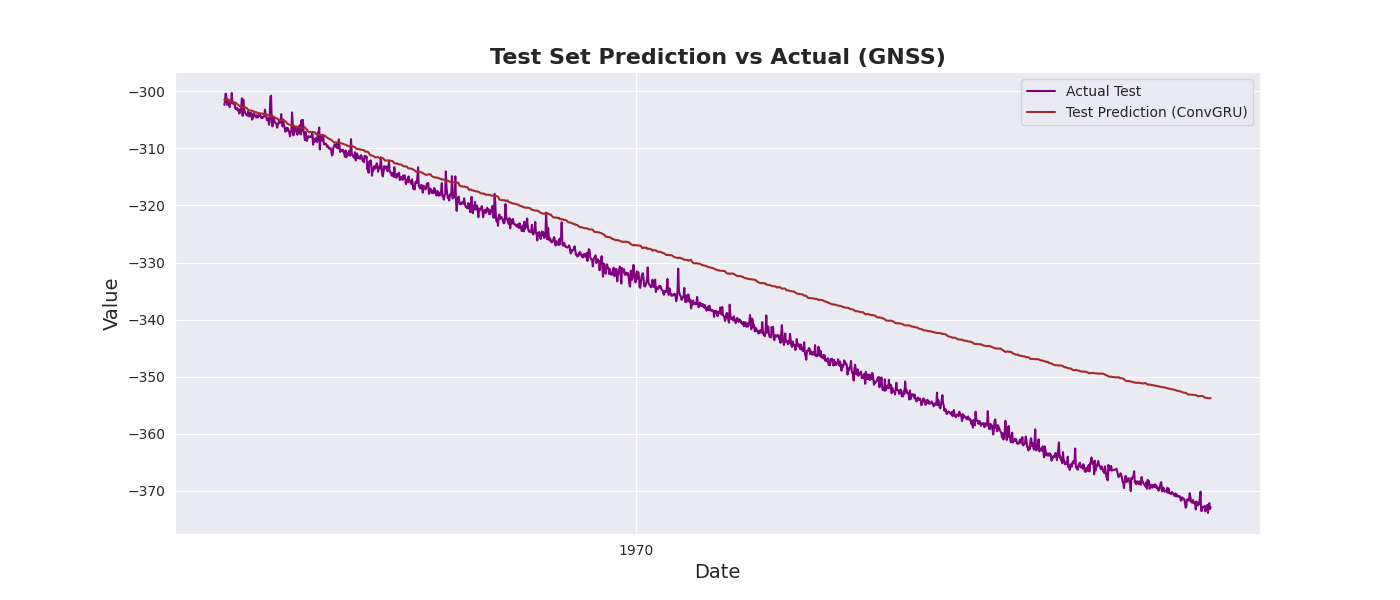 Test Set Prediction vs Actual (GNSS)
Actual Test
Test Prediction (ConvGRU)
−300
−310
−320
−330
−340
−350
−360
−370
Value
1970
Date